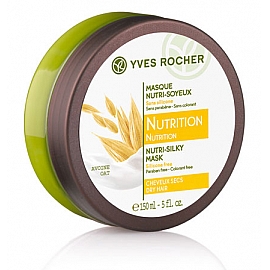 YVES ROCHER
MASQUE
NUTRI-SOYEUX
Sans silicone
Sans paraben - Sans colorant
NUTRITION
NUTRITION
NUTRI-SILKY
MASK
Silicone free
Paraben - Colorant free
AVOINE
OAT
CHEVEUX SECS
DRY HAIR
150 ml - 5 fl. oz.